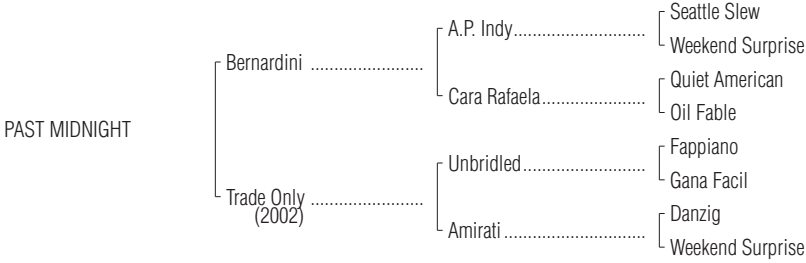 Seattle Slew
A.P. Indy..............................
Weekend Surprise
Bernardini .........................
Quiet American
Cara Rafaela.......................
Oil Fable
PAST MIDNIGHT
Fappiano
Unbridled...........................
Gana Facil
Trade Only .........................
(2002)
Danzig
Amirati ...............................
Weekend Surprise